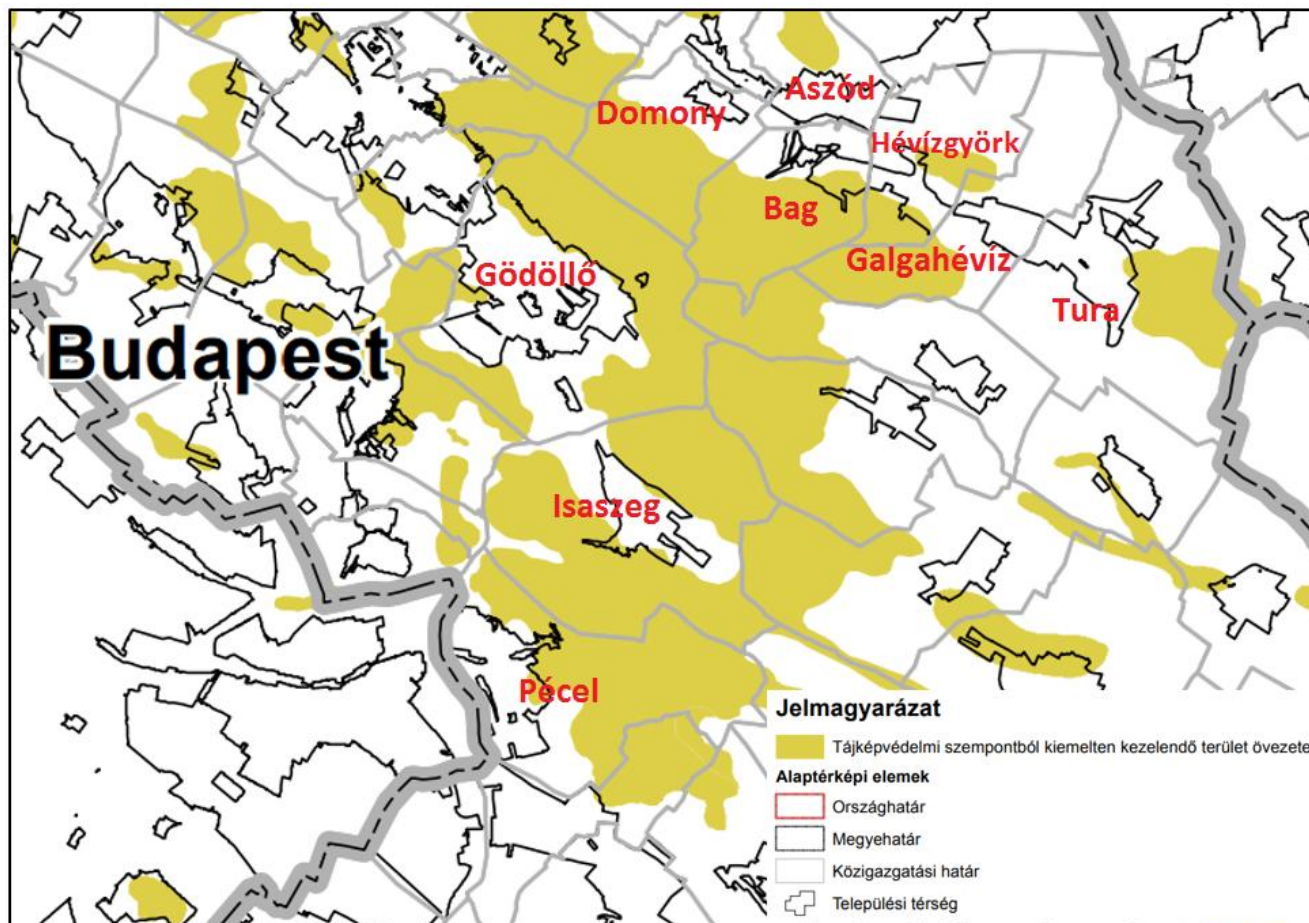 Aszód
Domony
Hévízgyörk
Bag
Galgahévíz
Gödöllő
Tura
Budapest
Isaszeg
Pécel
Jelmagyarázat
Tájképvédelmi szempontból kiemelten kezelendő terület övezete
Alaptérképi elemek
Országhatár
Megyehatár
Közigazgatási határ
Települési térség